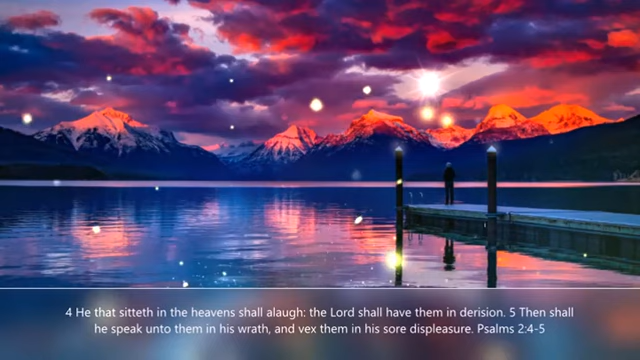 4 He that sitteth in the heavens shall alaugh: the Lord shall have them in derision. 5 Then shall
he speak unto them in his wrath, and vex them in his sore displeasure. Psalms 2:4-5